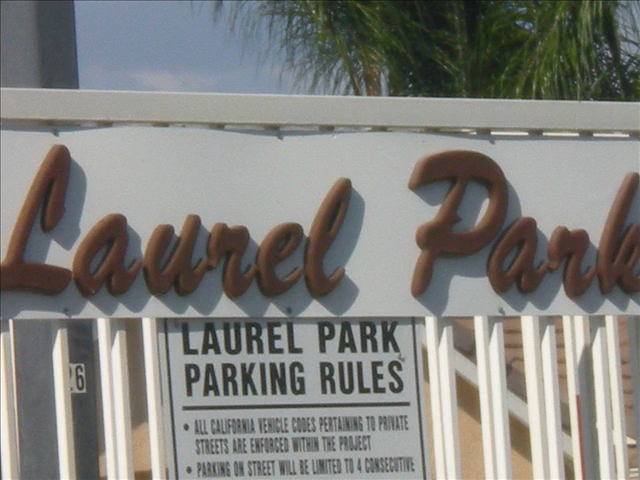 Laurel Park
26
LAUREL PARK
PARKING RULES
• ALL CALIFORNIA VEHICLE CODES PERTAINING TO PRIVATE
STREETS ARE ENFORCED WITHIN THE PROJECT
• PARKING ON STREET WILL BE LIMITED TO 4 CONSECUTIVE